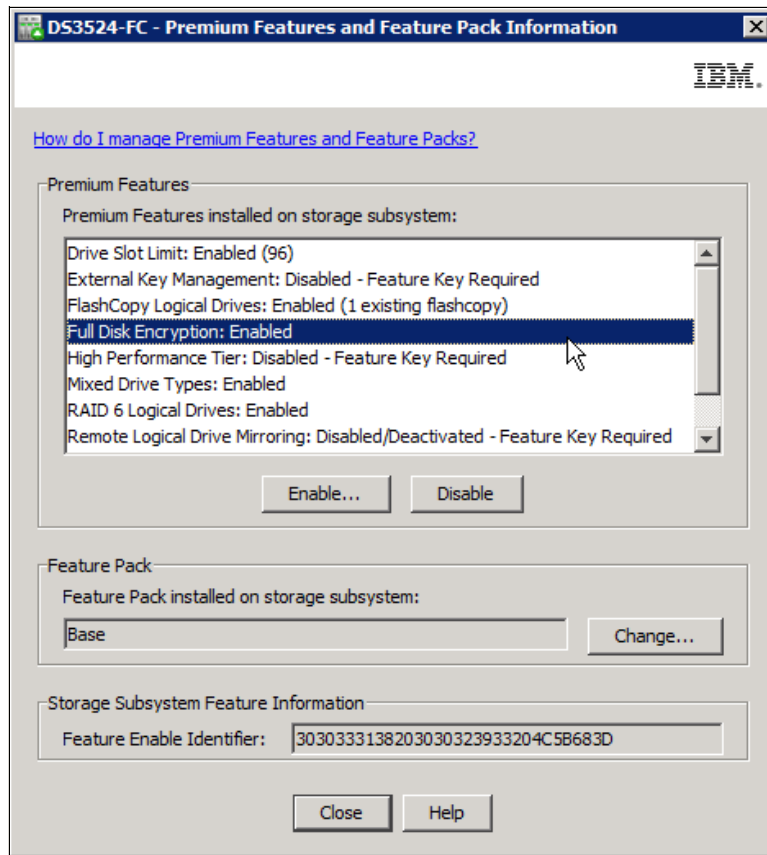 DS3524-FC - Premium Features and Feature Pack Information
IBM.
How do I manage Premium Features and Feature Packs?
Premium Features
Premium Features installed on storage subsystem:
Drive Slot Limit: Enabled (96)
External Key Management: Disabled - Feature Key Required
FlashCopy Logical Drives: Enabled (1 existing flashcopy)
Full Disk Encryption: Enabled
High Performance Tier: Disabled - Feature Key Required
Mixed Drive Types: Enabled
RAID 6 Logical Drives: Enabled
Remote Logical Drive Mirroring: Disabled/Deactivated - Feature Key Required
Enable... Disable
Feature Pack
Feature Pack installed on storage subsystem:
Base Change...
Storage Subsystem Feature Information
Feature Enable Identifier: 3030333138203030323933204C5B683D
Close Help